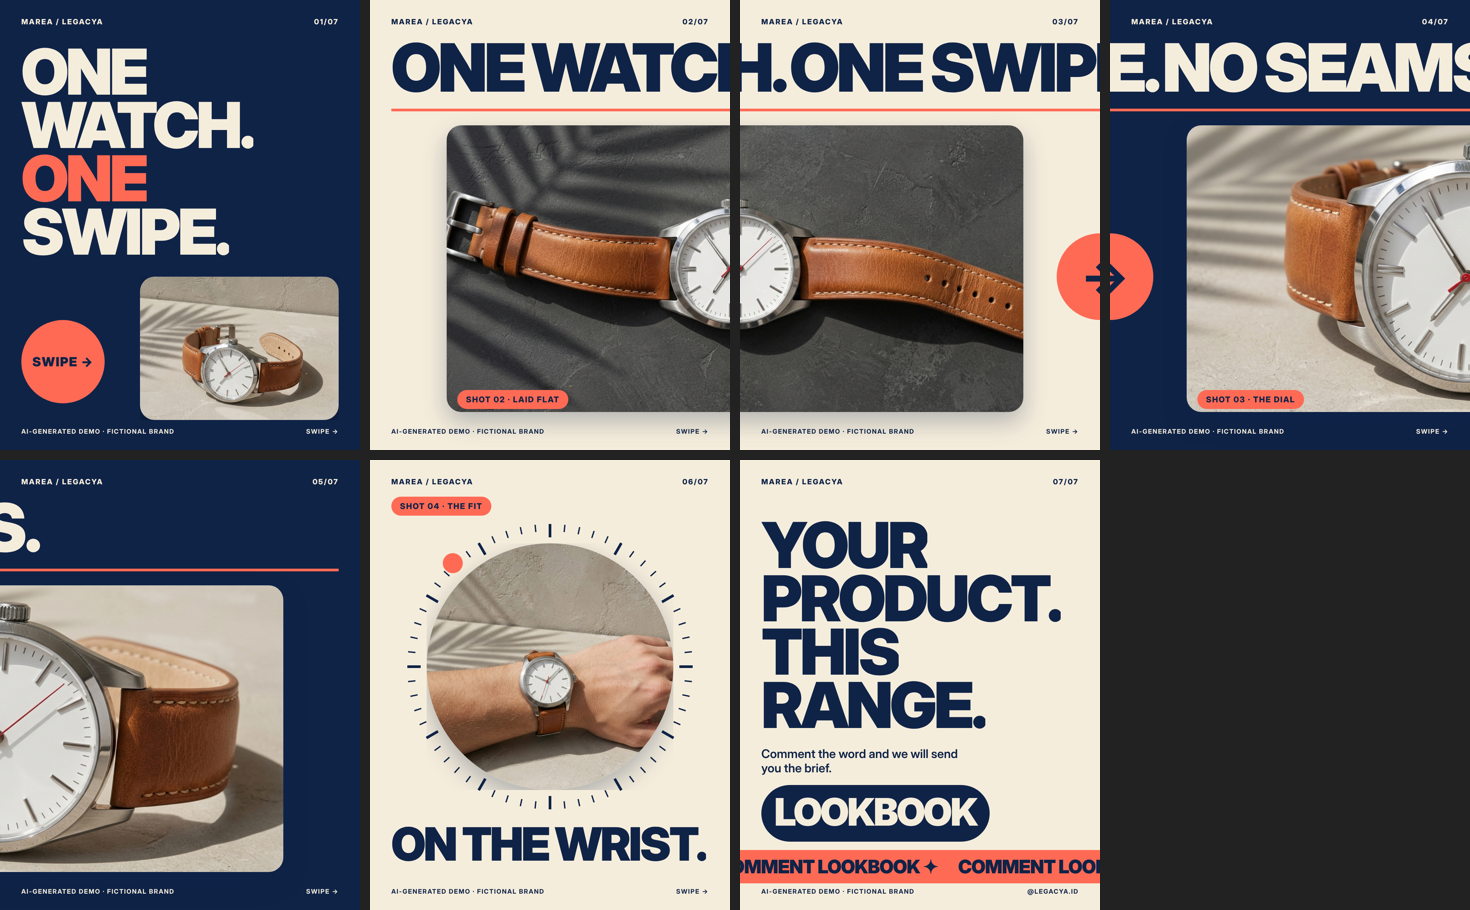 MAREA / LEGACYA
01/07
ONE
WATCH.
ONE
SWIPE.
SWIPE →
AI-GENERATED DEMO · FICTIONAL BRAND
SWIPE →
MAREA / LEGACYA
02/07
ONE WATCH. ONE SWIPE. NO SEAMS.
SHOT 02 · LAID FLAT
AI-GENERATED DEMO · FICTIONAL BRAND
SWIPE →
MAREA / LEGACYA
03/07
AI-GENERATED DEMO · FICTIONAL BRAND
SWIPE →
MAREA / LEGACYA
04/07
SHOT 03 · THE DIAL
AI-GENERATED DEMO · FICTIONAL BRAND
SWIPE →
MAREA / LEGACYA
05/07
AI-GENERATED DEMO · FICTIONAL BRAND
SWIPE →
MAREA / LEGACYA
06/07
SHOT 04 · THE FIT
ON THE WRIST.
AI-GENERATED DEMO · FICTIONAL BRAND
SWIPE →
MAREA / LEGACYA
07/07
YOUR
PRODUCT.
THIS
RANGE.
Comment the word and we will send
you the brief.
LOOKBOOK
OMMENT LOOKBOOK ✦ COMMENT LOO
AI-GENERATED DEMO · FICTIONAL BRAND
@LEGACYA.ID